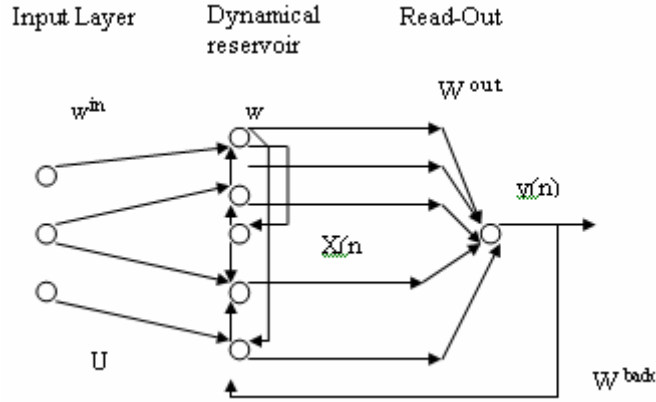 Input Layer
Dynamical
reservoir
Read-Out
w in
w
W out
y(n)
X(n
U
W back